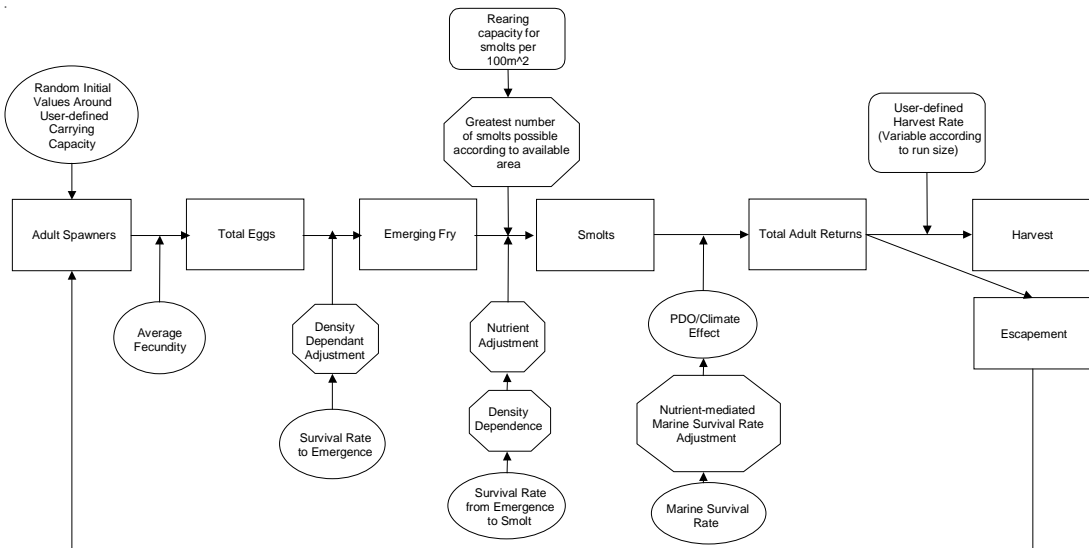 Rearing
capacity for
smolts per
100m^2
Random Initial
Values Around
User-defined
Carrying
Capacity
Greatest number
of smolts possible
according to available
area
User-defined
Harvest Rate
(Variable according
to run size)
Adult Spawners
Total Eggs
Emerging Fry
Smolts
Total Adult Returns
Harvest
Average
Fecundity
Density
Dependant
Adjustment
Nutrient
Adjustment
PDO/Climate
Effect
Escapement
Survival Rate
to Emergence
Density
Dependence
Nutrient-mediated
Marine Survival Rate
Adjustment
Survival Rate
from Emergence
to Smolt
Marine Survival
Rate